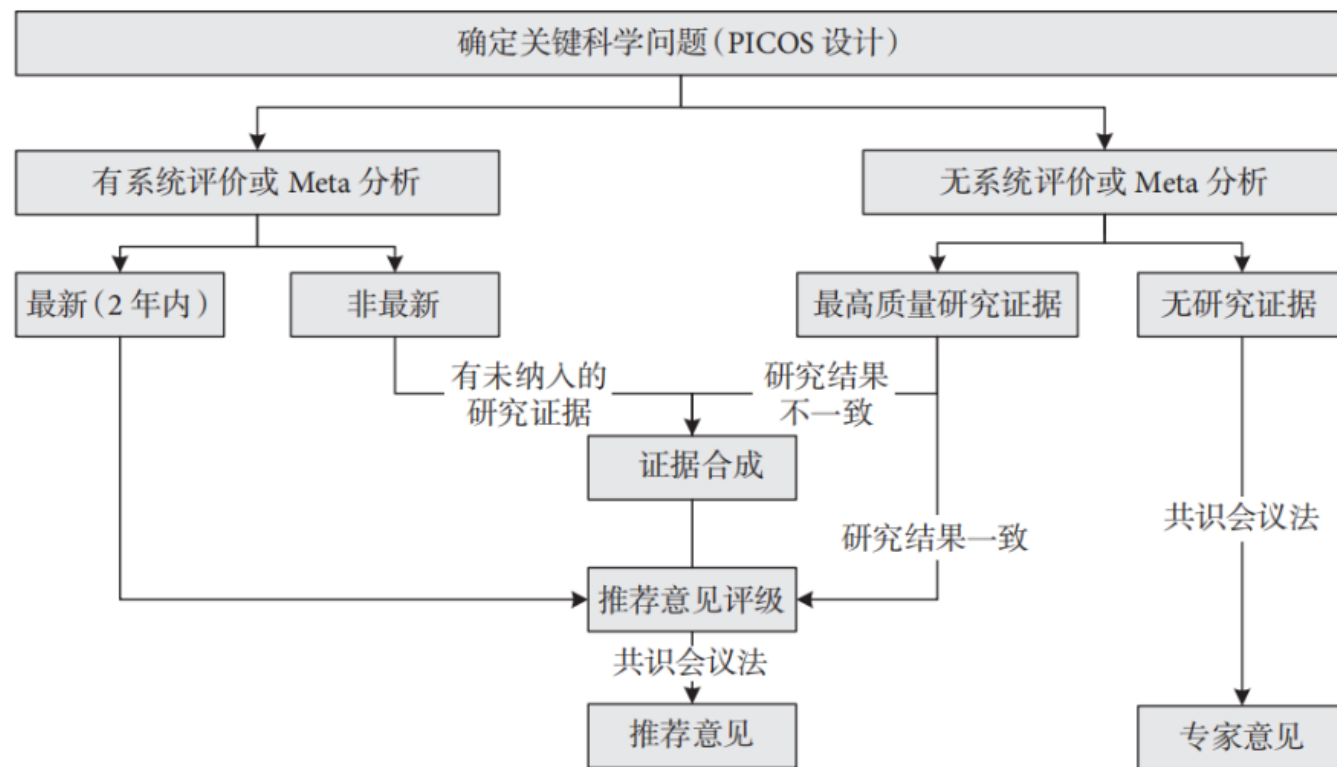 确定关键科学问题(PICOS 设计)
有系统评价或 Meta 分析
无系统评价或 Meta 分析
最新(2 年内)
非最新
最高质量研究证据
无研究证据
有未纳入的
研究证据
研究结果
不一致
证据合成
共识会议法
研究结果一致
推荐意见评级
共识会议法
推荐意见
专家意见